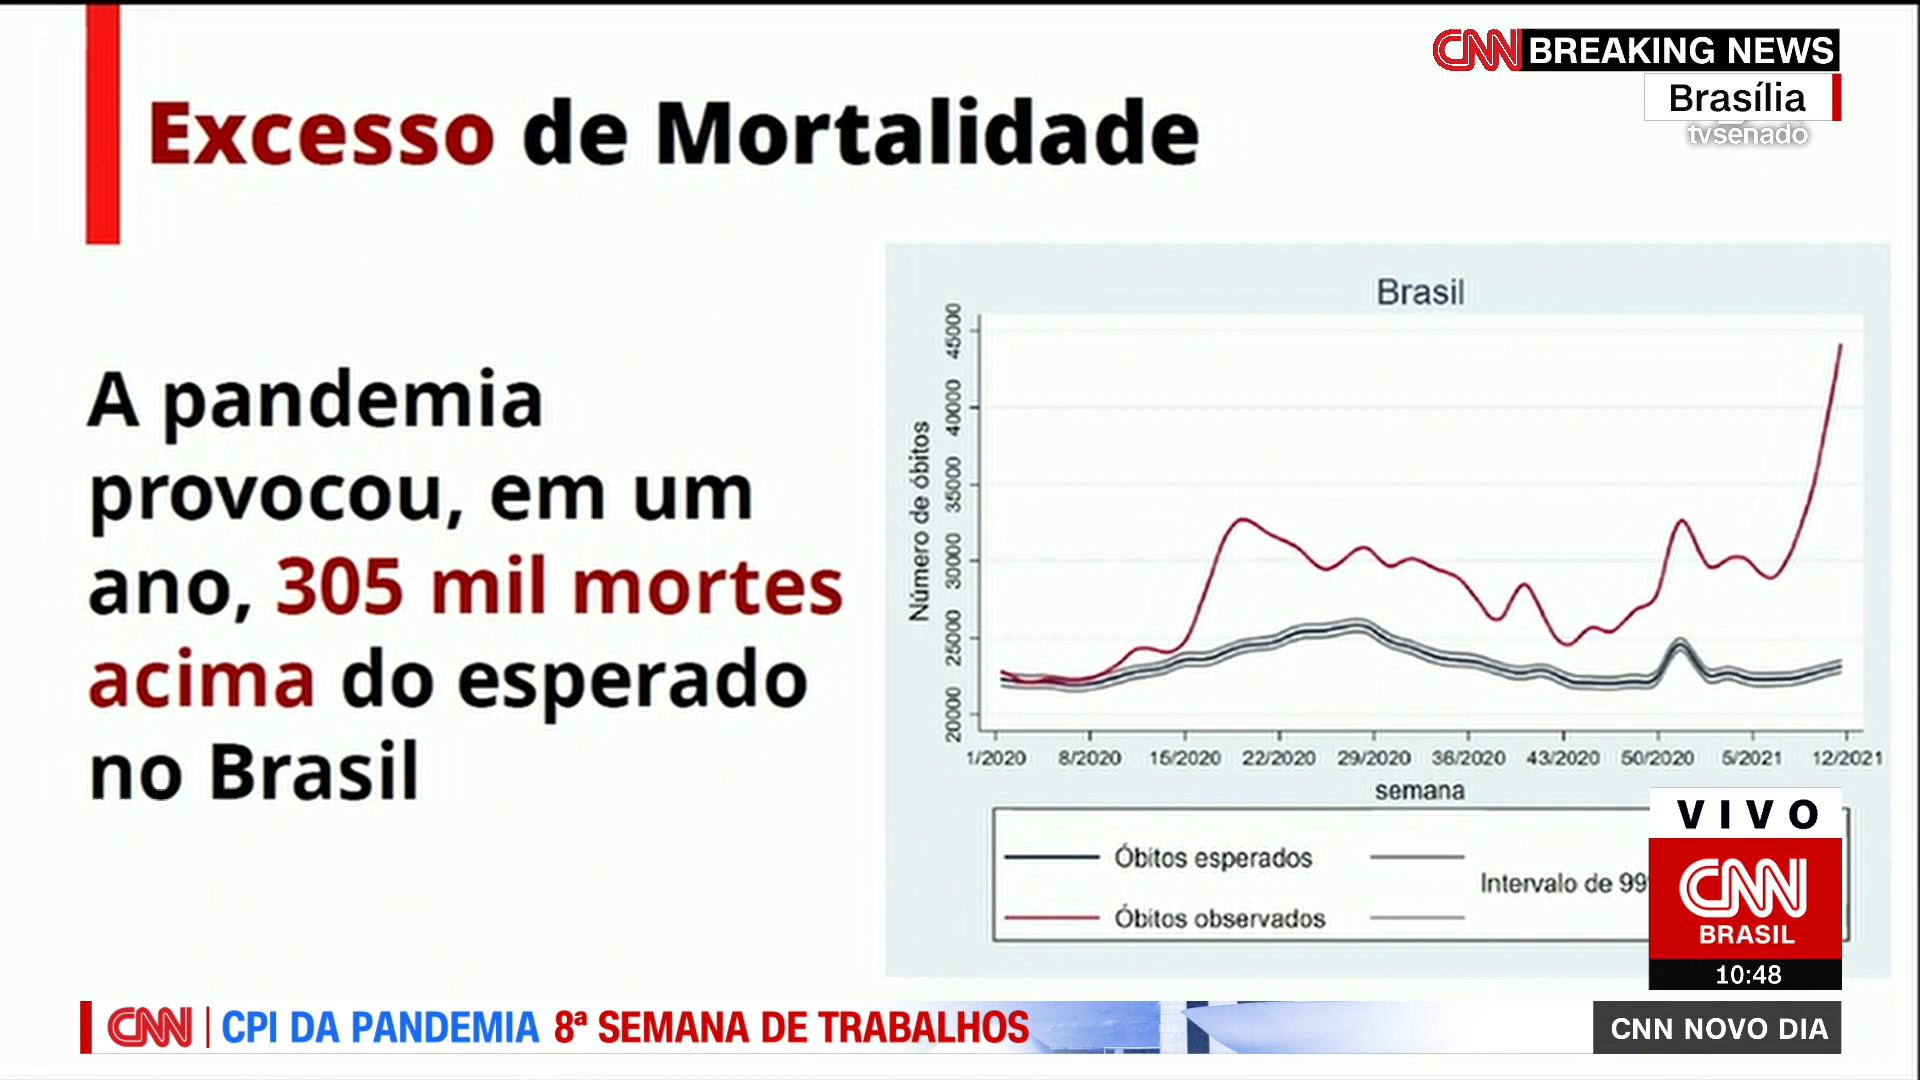 CNN BREAKING NEWS
Brasília
tvsenado
Excesso de Mortalidade
A pandemia
provocou, em um
ano, 305 mil mortes
acima do esperado
no Brasil
Brasil
Número de óbitos
45000
40000
35000
30000
25000
20000
1/2020 8/2020 15/2020 22/2020 29/2020 36/2020 43/2020 50/2020 5/2021 12/2021
semana
Óbitos esperados
Óbitos observados
Intervalo de 99
VIVO
CNN
BRASIL
10:48
CNN CPI DA PANDEMIA 8ª SEMANA DE TRABALHOS
CNN NOVO DIA